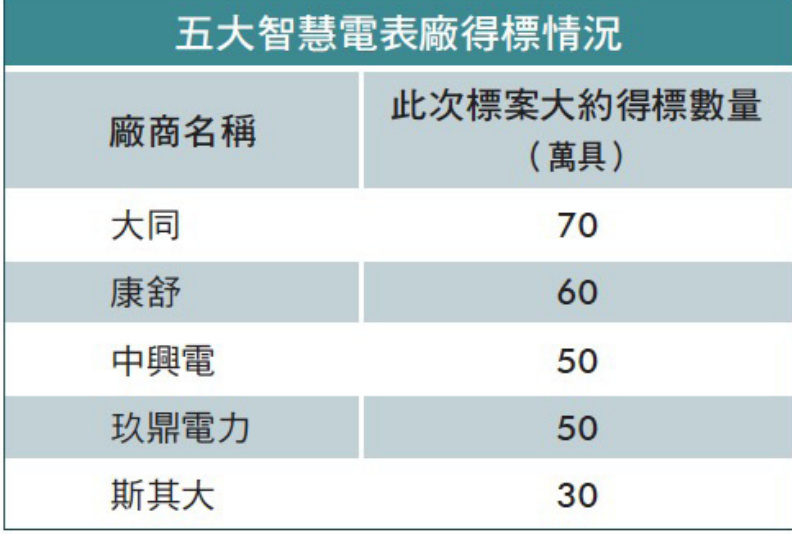 五大智慧電表廠得標情況
廠商名稱
此次標案大約得標數量
（萬具）
大同 70
康舒 60
中興電 50
玖鼎電力 50
斯其大 30